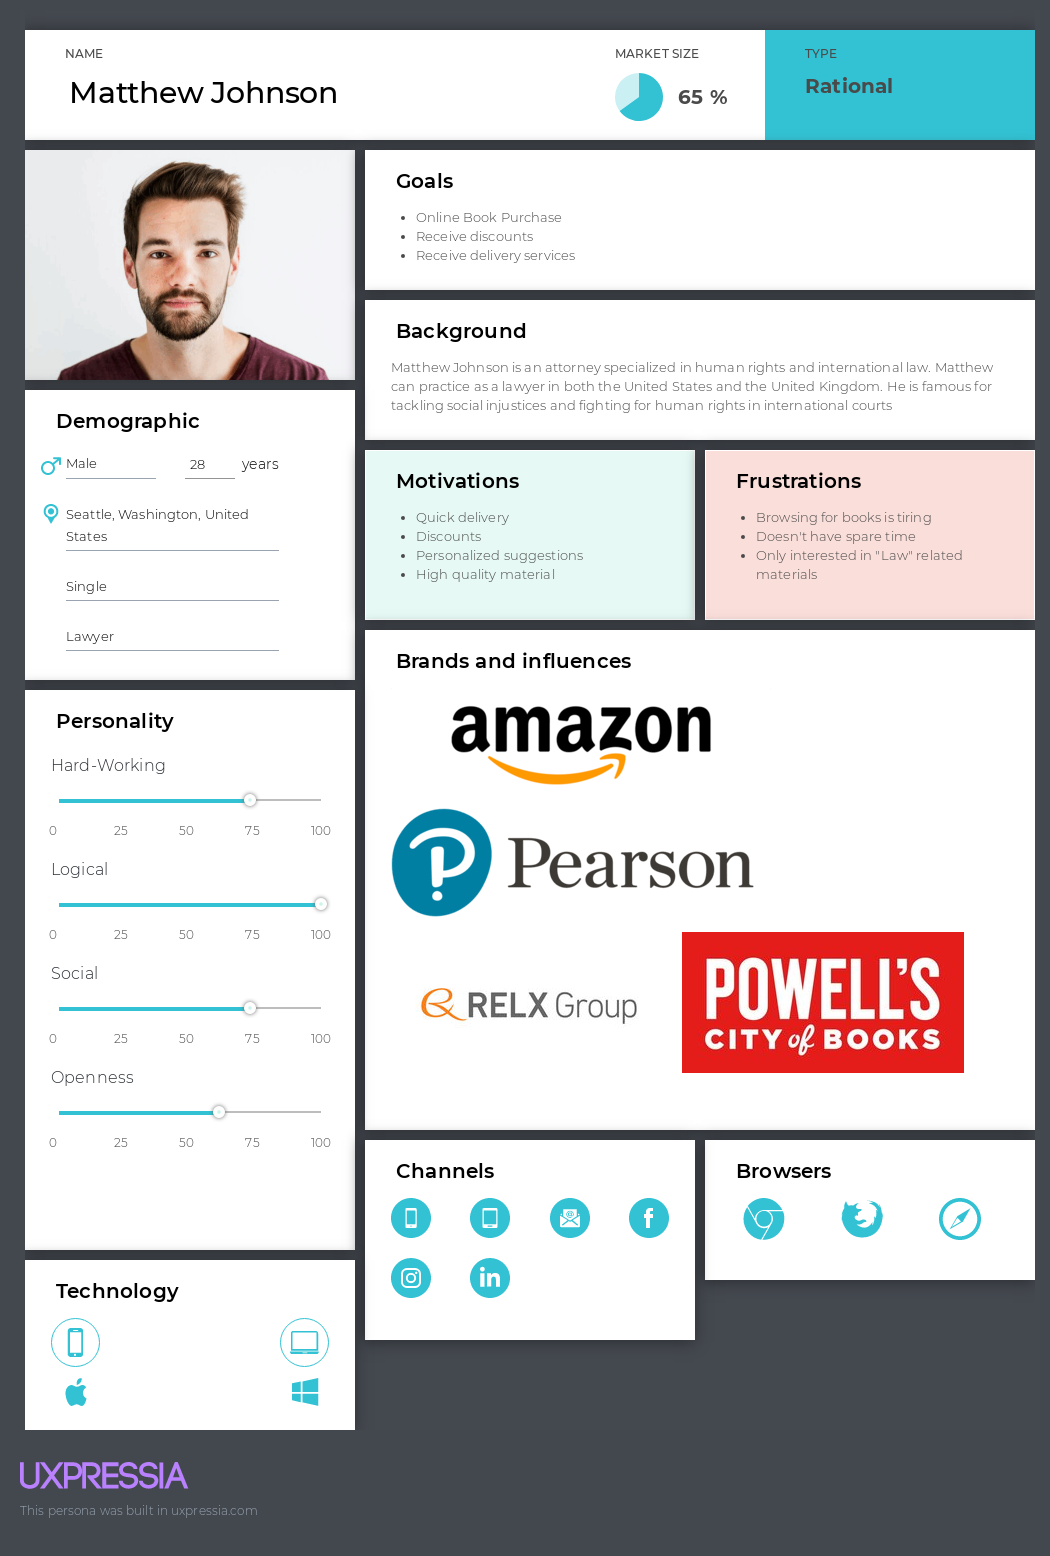 NAME
Matthew Johnson
MARKET SIZE
65 %
TYPE
Rational
Goals
Online Book Purchase
Receive discounts
Receive delivery services
Background
Matthew Johnson is an attorney specialized in human rights and international law. Matthew
can practice as a lawyer in both the United States and the United Kingdom. He is famous for
tackling social injustices and fighting for human rights in international courts
Demographic
Male
28 years
Seattle, Washington, United
States
Single
Lawyer
Motivations
Quick delivery
Discounts
Personalized suggestions
High quality material
Frustrations
Browsing for books is tiring
Doesn't have spare time
Only interested in "Law" related
materials
Personality
Hard-Working
0 25 50 75 100
Logical
0 25 50 75 100
Social
0 25 50 75 100
Openness
0 25 50 75 100
Brands and influences
amazon
Pearson
RELX Group
POWELL'S
CITY of BOOKS
Technology
Channels
Browsers
UXPRESSIA
This persona was built in uxpressia.com